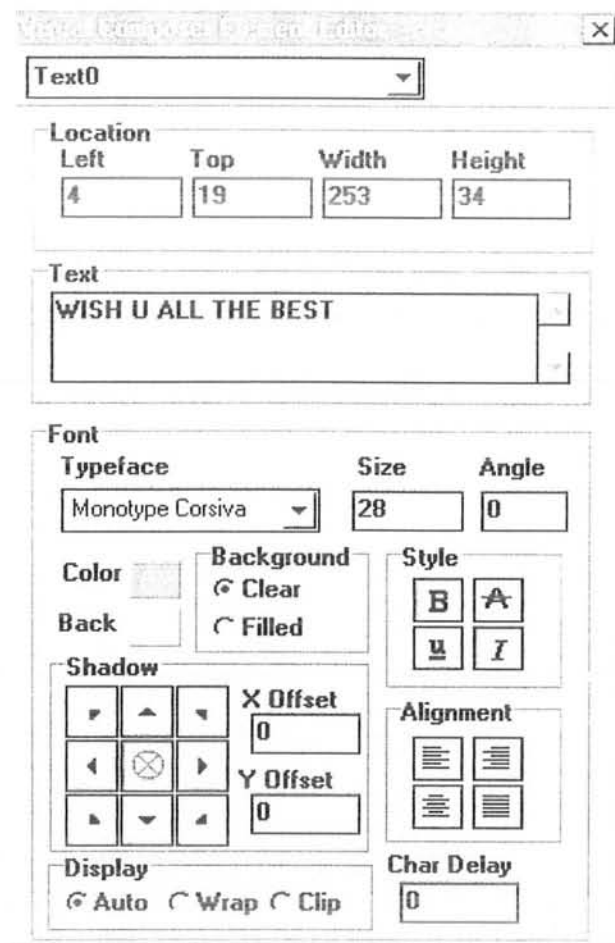 Text0
Location
Left Top Width Height
4 19 253 34
Text
WISH U ALL THE BEST
Font
Typeface Size Angle
Monotype Corsiva 28 0
Color Background Style
Clear
Back Filled
B A
u I
Shadow
X Offset Alignment
0
Y Offset
0
Display Char Delay
Auto Wrap Clip 0